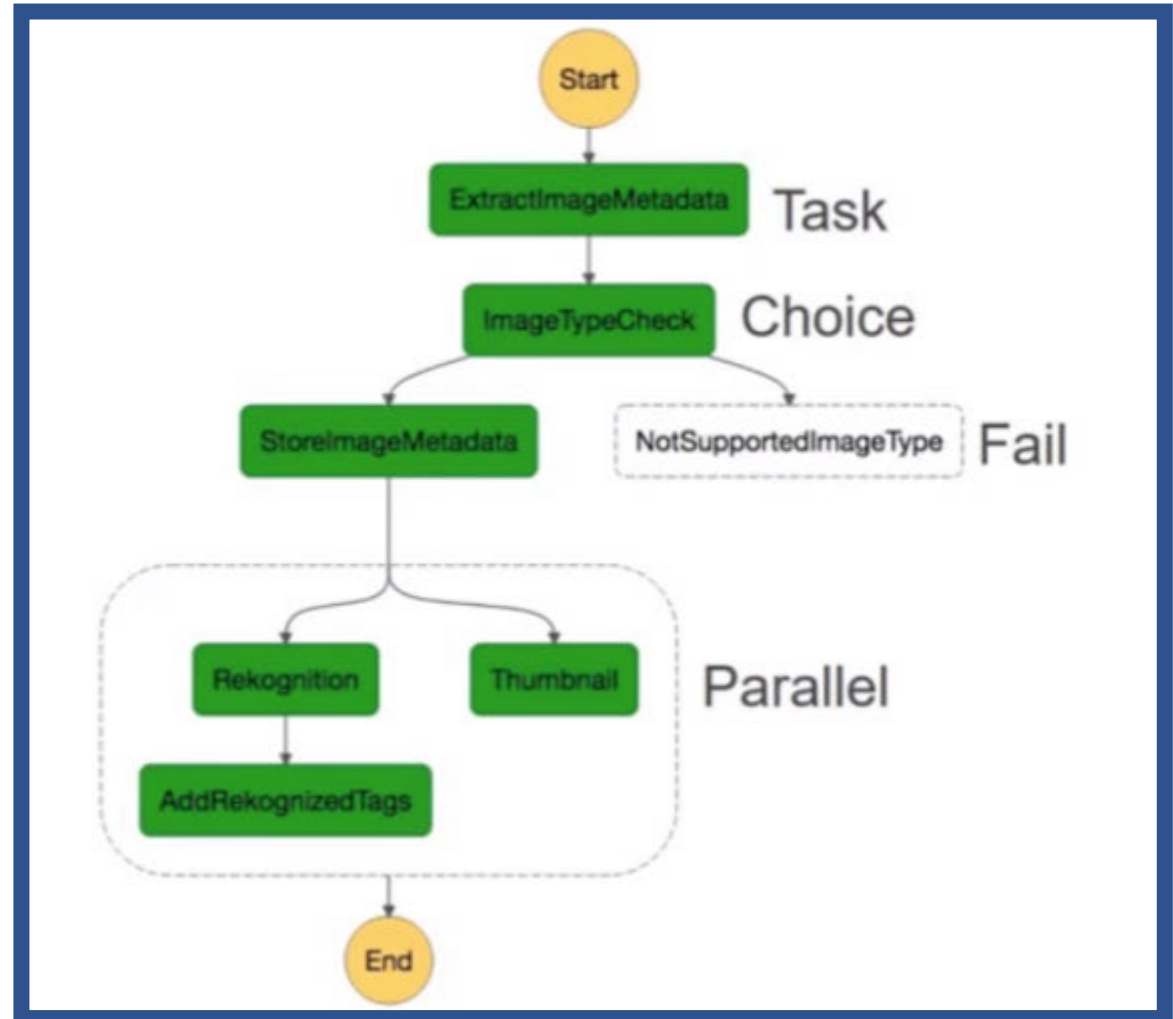 Start
ExtractImageMetadata
Task
ImageTypeCheck
Choice
StoreImageMetadata
NotSupportedImageType
Fail
Rekognition
Thumbnail
Parallel
AddRekognizedTags
End